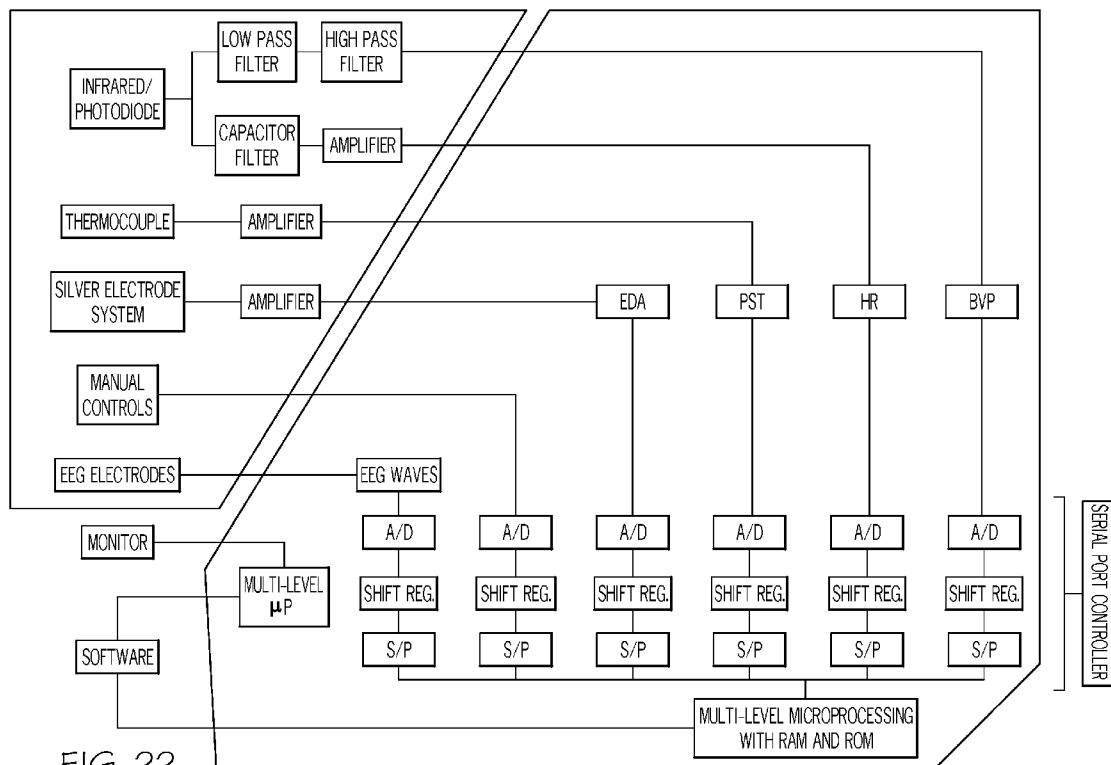 LOW PASS
FILTER
HIGH PASS
FILTER
INFRARED/
PHOTODIODE
CAPACITOR
FILTER
AMPLIFIER
THERMOCOUPLE
AMPLIFIER
SILVER ELECTRODE
SYSTEM
AMPLIFIER
EDA
PST
HR
BVP
MANUAL
CONTROLS
EEG ELECTRODES
EEG WAVES
MONITOR
A/D
A/D
A/D
A/D
A/D
A/D
MULTI-LEVEL
μP
SHIFT REG.
SHIFT REG.
SHIFT REG.
SHIFT REG.
SHIFT REG.
SHIFT REG.
SOFTWARE
S/P
S/P
S/P
S/P
S/P
S/P
SERIAL PORT CONTROLLER
MULTI-LEVEL MICROPROCESSING
WITH RAM AND ROM
FIG. 22